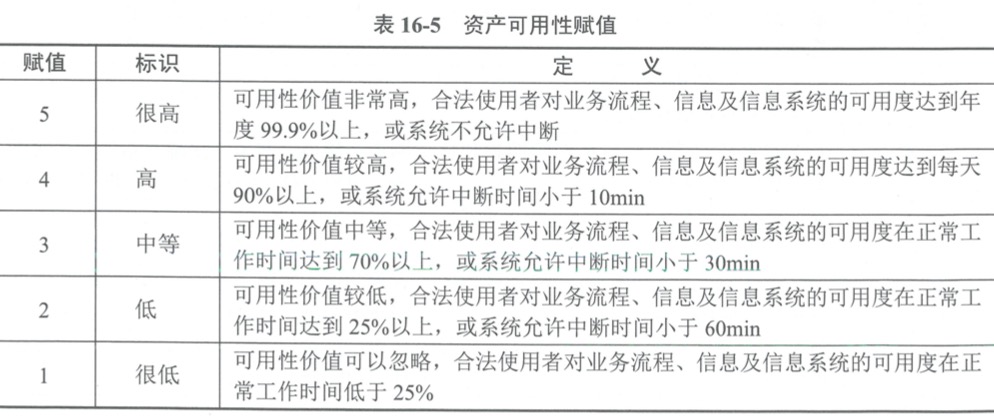 表 16-5 资产可用性赋值
赋值 标识 定 义
5 很高 可用性价值非常高，合法使用者对业务流程、信息及信息系统的可用度达到年
度 99.9%以上，或系统不允许中断
4 高 可用性价值较高，合法使用者对业务流程、信息及信息系统的可用度达到每天
90%以上，或系统允许中断时间小于 10min
3 中等 可用性价值中等，合法使用者对业务流程、信息及信息系统的可用度在正常工
作时间达到 70%以上，或系统允许中断时间小于 30min
2 低 可用性价值较低，合法使用者对业务流程、信息及信息系统的可用度在正常工
作时间达到 25%以上，或系统允许中断时间小于 60min
1 很低 可用性价值可以忽略，合法使用者对业务流程、信息及信息系统的可用度在正
常工作时间低于 25%